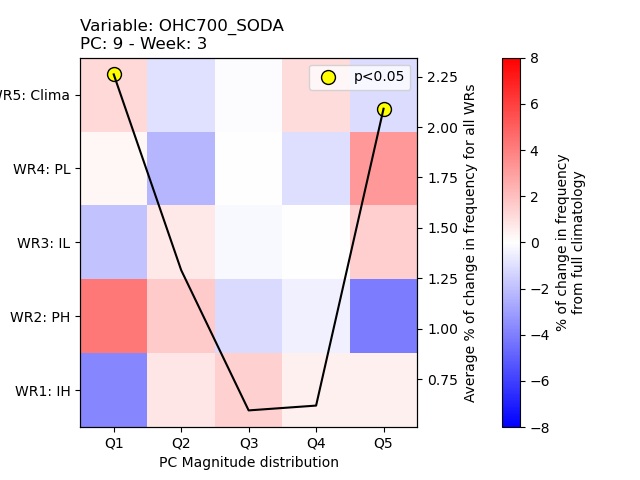 Variable: OHC700_SODA
PC: 9 - Week: 3
p<0.05
WR5: Clima
WR4: PL
WR3: IL
WR2: PH
WR1: IH
Q1 Q2 Q3 Q4 Q5
PC Magnitude distribution
2.25
2.00
1.75
1.50
1.25
1.00
0.75
Average % of change in frequency for all WRs
8
6
4
2
0
−2
−4
−6
−8
% of change in frequency
from full climatology